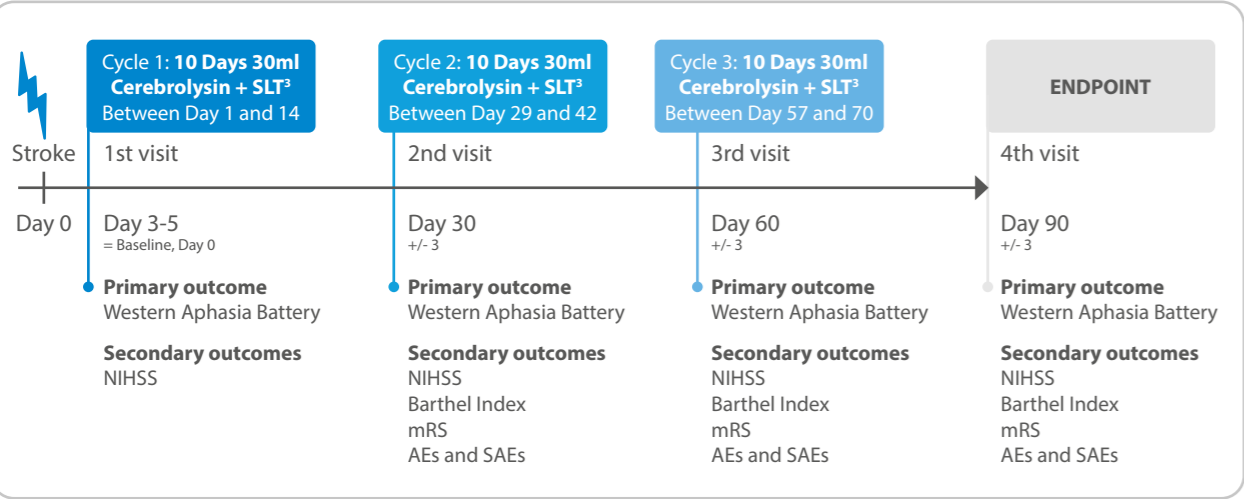 Cycle 1: 10 Days 30ml
Cerebrolysin + SLT³
Between Day 1 and 14
Cycle 2: 10 Days 30ml
Cerebrolysin + SLT³
Between Day 29 and 42
Cycle 3: 10 Days 30ml
Cerebrolysin + SLT³
Between Day 57 and 70
ENDPOINT
Stroke
1st visit
2nd visit
3rd visit
4th visit
Day 0
Day 3-5
= Baseline, Day 0
Day 30
+/- 3
Day 60
+/- 3
Day 90
+/- 3
Primary outcome
Western Aphasia Battery
Secondary outcomes
NIHSS
Primary outcome
Western Aphasia Battery
Secondary outcomes
NIHSS
Barthel Index
mRS
AEs and SAEs
Primary outcome
Western Aphasia Battery
Secondary outcomes
NIHSS
Barthel Index
mRS
AEs and SAEs
Primary outcome
Western Aphasia Battery
Secondary outcomes
NIHSS
Barthel Index
mRS
AEs and SAEs